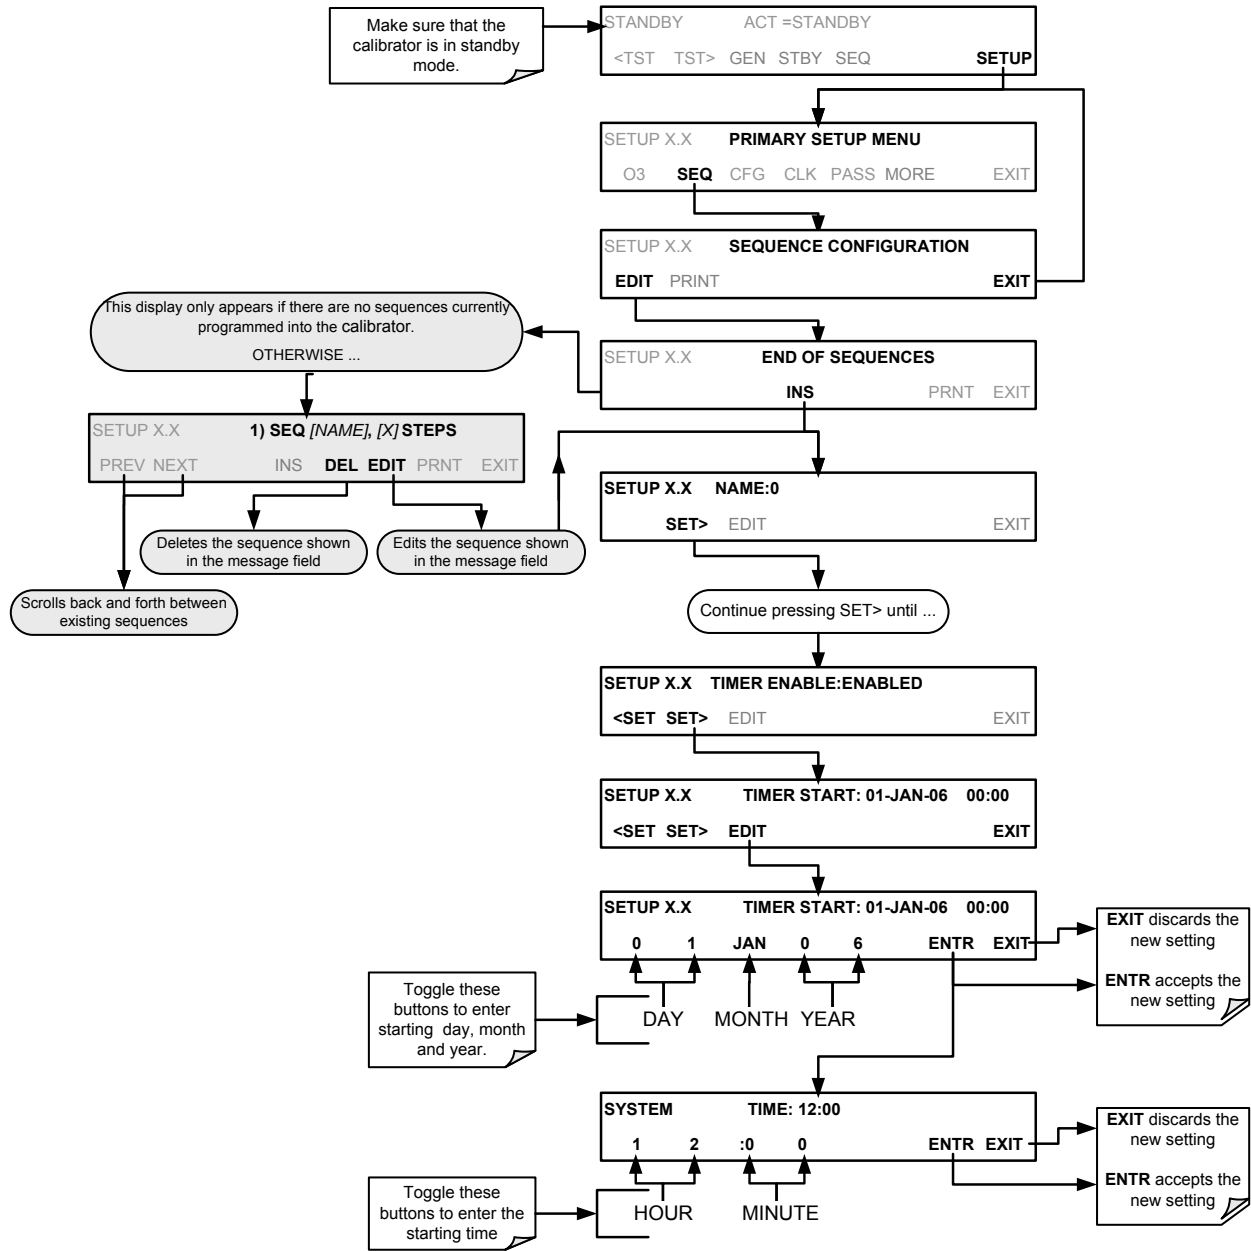 Make sure that the
calibrator is in standby
mode.
STANDBY ACT =STANDBY
<TST TST> GEN STBY SEQ SETUP
SETUP X.X PRIMARY SETUP MENU
O3 SEQ CFG CLK PASS MORE EXIT
SETUP X.X SEQUENCE CONFIGURATION
EDIT PRINT EXIT
This display only appears if there are no sequences currently
programmed into the calibrator.
OTHERWISE ...
SETUP X.X END OF SEQUENCES
INS PRNT EXIT
SETUP X.X 1) SEQ [NAME], [X] STEPS
PREV NEXT INS DEL EDIT PRNT EXIT
Deletes the sequence shown
in the message field
Edits the sequence shown
in the message field
Scrolls back and forth between
existing sequences
SETUP X.X NAME:0
SET> EDIT EXIT
Continue pressing SET> until ...
SETUP X.X TIMER ENABLE:ENABLED
<SET SET> EDIT EXIT
SETUP X.X TIMER START: 01-JAN-06 00:00
<SET SET> EDIT EXIT
SETUP X.X TIMER START: 01-JAN-06 00:00
0 1 JAN 0 6 ENTR EXIT
EXIT discards the
new setting
ENTR accepts the
new setting
Toggle these
buttons to enter
starting day, month
and year.
DAY MONTH YEAR
SYSTEM TIME: 12:00
1 2 :0 0 ENTR EXIT
EXIT discards the
new setting
ENTR accepts the
new setting
Toggle these
buttons to enter the
starting time
HOUR MINUTE